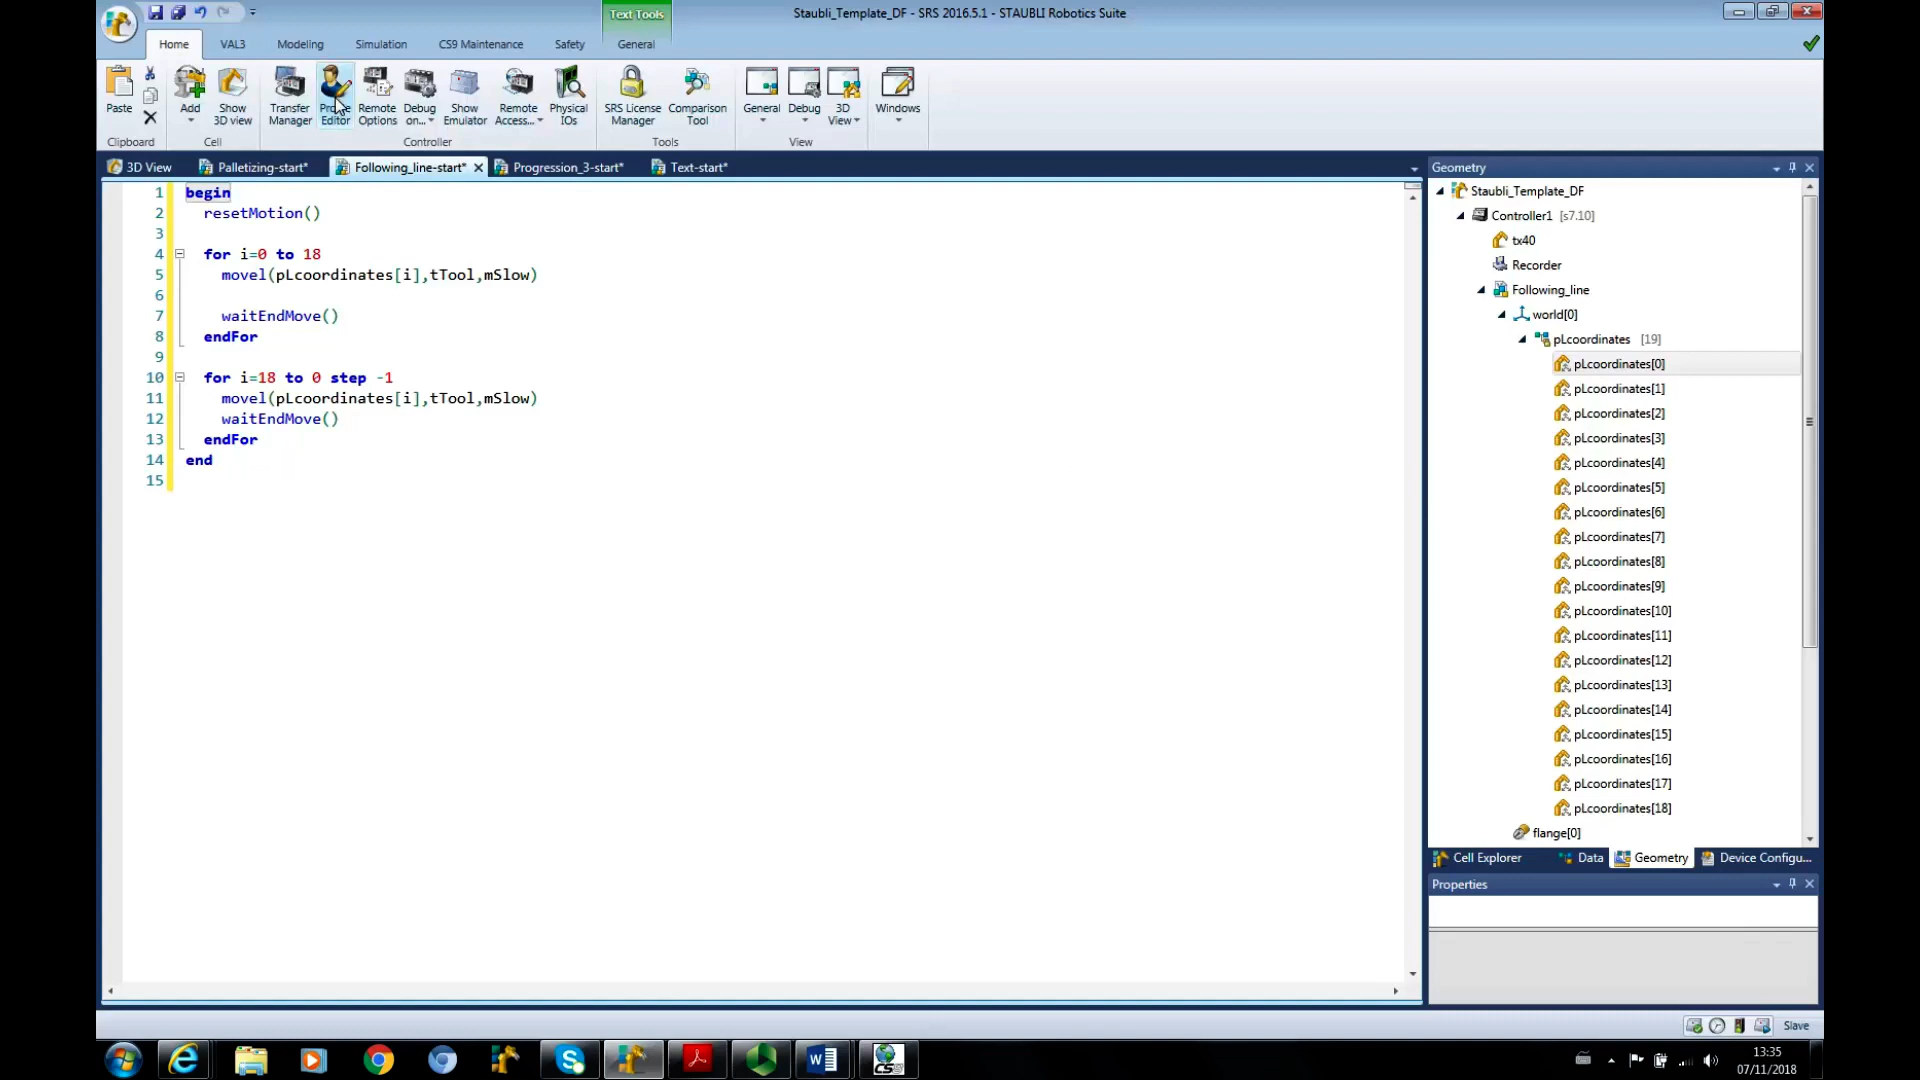 Text Tools
Staubli_Template_DF - SRS 2016.5.1 - STAUBLI Robotics Suite
Home VAL3 Modeling Simulation CS9 Maintenance Safety General
Paste Add Show 3D view Transfer Manager Editor Remote Options Debug on... Show Emulator Remote Access... Physical IOs SRS License Manager Comparison Tool General Debug 3D View Windows
Clipboard Cell Controller Tools View
3D View Palletizing-start* Following_line-start* Progression_3-start* Text-start*
1 begin
2 resetMotion()
3
4 for i=0 to 18
5 movel(pLcoordinates[i],tTool,mSlow)
6
7 waitEndMove()
8 endFor
9
10 for i=18 to 0 step -1
11 movel(pLcoordinates[i],tTool,mSlow)
12 waitEndMove()
13 endFor
14 end
15
Geometry
Staubli_Template_DF
Controller1 [s7.10]
tx40
Recorder
Following_line
world[0]
pLcoordinates [19]
pLcoordinates[0]
pLcoordinates[1]
pLcoordinates[2]
pLcoordinates[3]
pLcoordinates[4]
pLcoordinates[5]
pLcoordinates[6]
pLcoordinates[7]
pLcoordinates[8]
pLcoordinates[9]
pLcoordinates[10]
pLcoordinates[11]
pLcoordinates[12]
pLcoordinates[13]
pLcoordinates[14]
pLcoordinates[15]
pLcoordinates[16]
pLcoordinates[17]
pLcoordinates[18]
flange[0]
Cell Explorer Data Geometry Device Configu...
Properties
Slave
13:35
07/11/2018